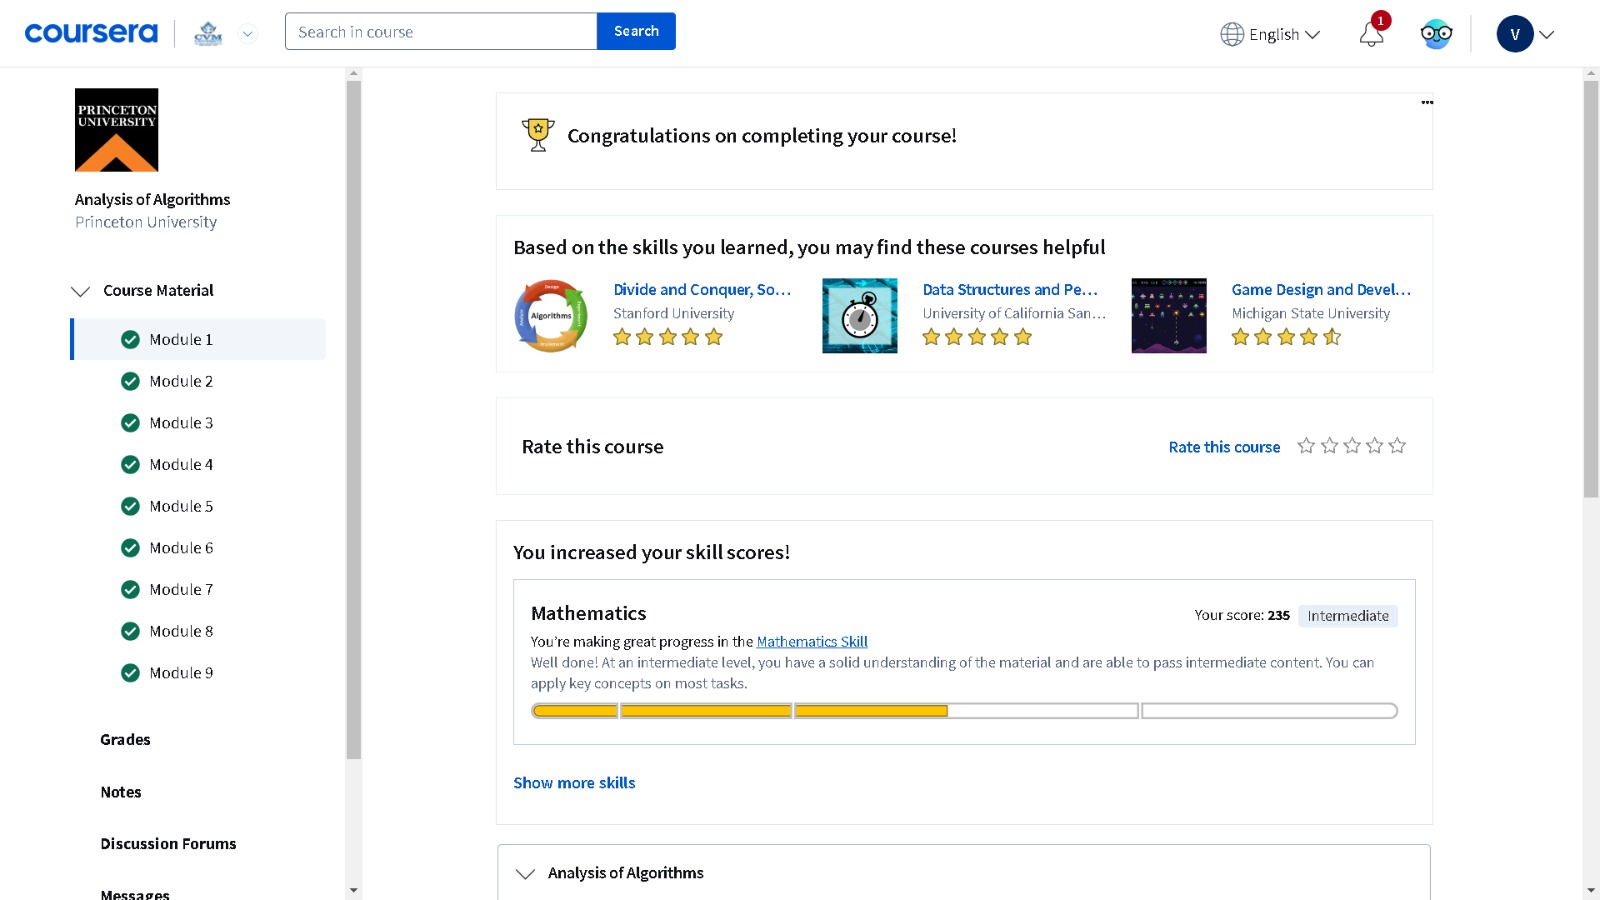 coursera
CVM
Search in course
Search
English
1
V
PRINCETON
UNIVERSITY
Analysis of Algorithms
Princeton University
Course Material
Module 1
Module 2
Module 3
Module 4
Module 5
Module 6
Module 7
Module 8
Module 9
Grades
Notes
Discussion Forums
Messages
Congratulations on completing your course!
Based on the skills you learned, you may find these courses helpful
Design
Algorithms
Divide and Conquer, So...
Stanford University
Data Structures and Pe...
University of California San...
Game Design and Devel...
Michigan State University
Rate this course
Rate this course
You increased your skill scores!
Mathematics
Your score: 235 Intermediate
You're making great progress in the Mathematics Skill
Well done! At an intermediate level, you have a solid understanding of the material and are able to pass intermediate content. You can
apply key concepts on most tasks.
Show more skills
Analysis of Algorithms